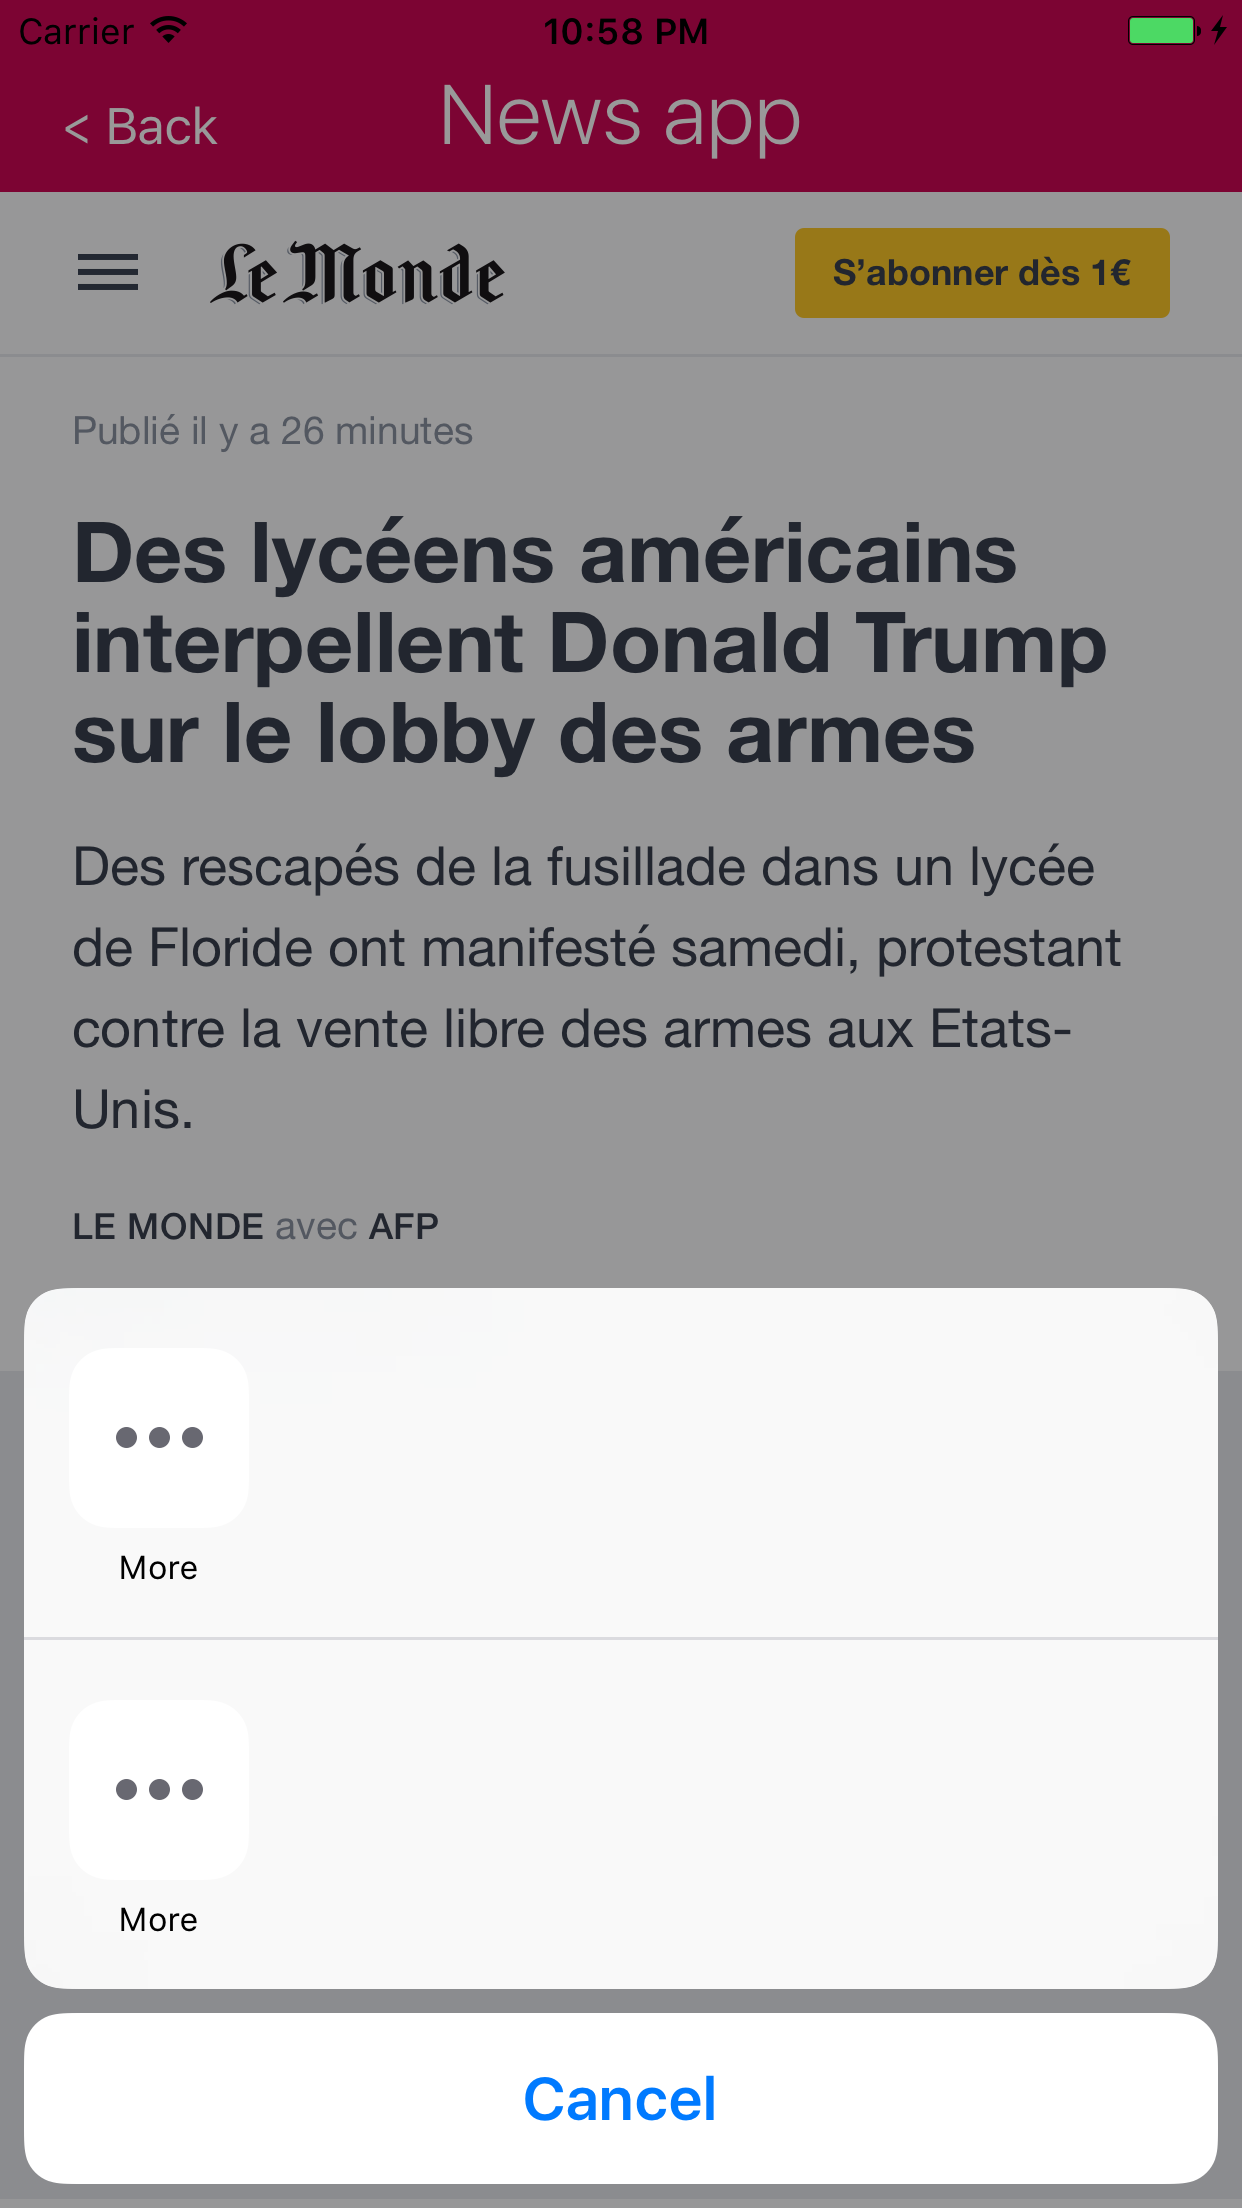 Carrier 10:58 PM
< Back News app
Le Monde S’abonner dès 1€
Publié il y a 26 minutes
Des lycéens américains
interpellent Donald Trump
sur le lobby des armes
Des rescapés de la fusillade dans un lycée
de Floride ont manifesté samedi, protestant
contre la vente libre des armes aux Etats-
Unis.
LE MONDE avec AFP
More
More
Cancel